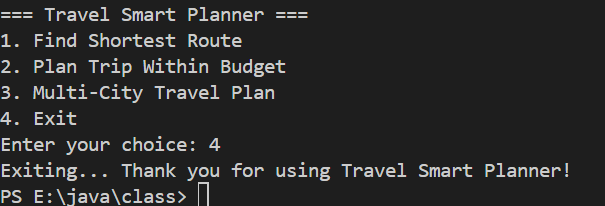 === Travel Smart Planner ===
1. Find Shortest Route
2. Plan Trip Within Budget
3. Multi-City Travel Plan
4. Exit
Enter your choice: 4
Exiting... Thank you for using Travel Smart Planner!
PS E:\java\class>